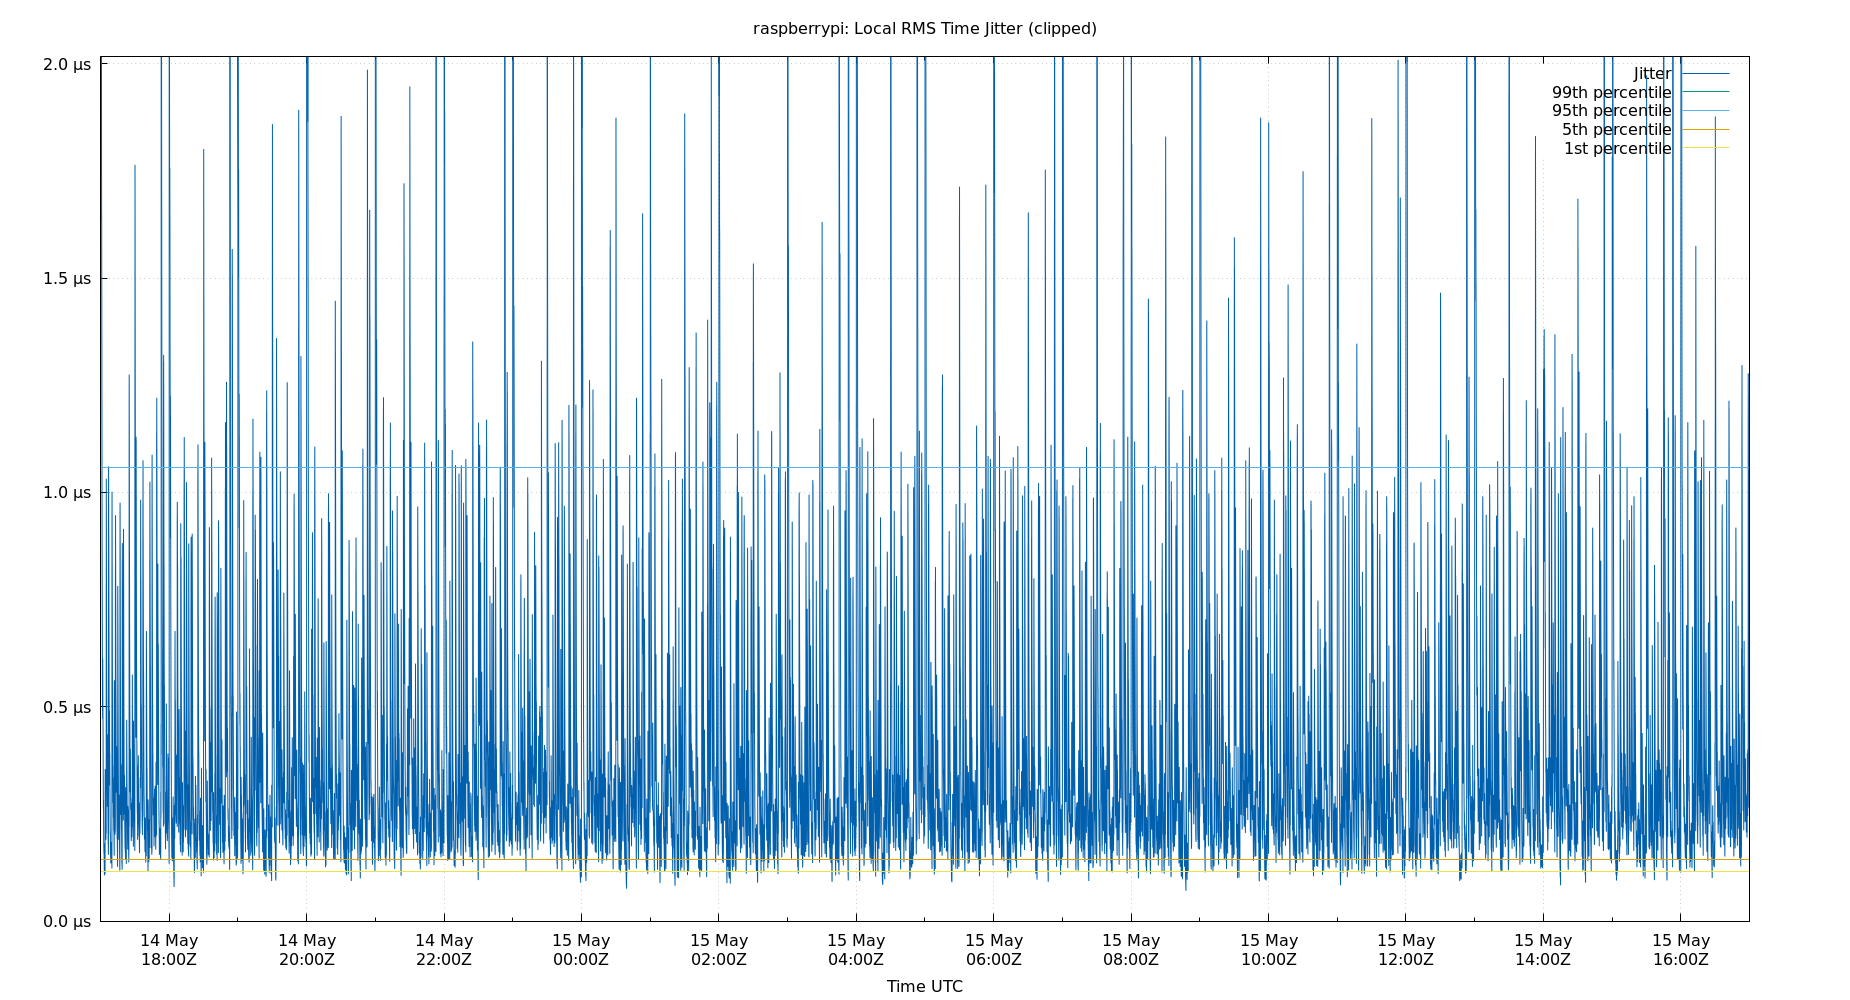 raspberrypi: Local RMS Time Jitter (clipped)
2.0 μs
1.5 μs
1.0 μs
0.5 μs
0.0 μs
Jitter
99th percentile
95th percentile
5th percentile
1st percentile
14 May 14 May 14 May 15 May 15 May 15 May 15 May 15 May 15 May 15 May 15 May 15 May
18:00Z 20:00Z 22:00Z 00:00Z 02:00Z 04:00Z 06:00Z 08:00Z 10:00Z 12:00Z 14:00Z 16:00Z
Time UTC